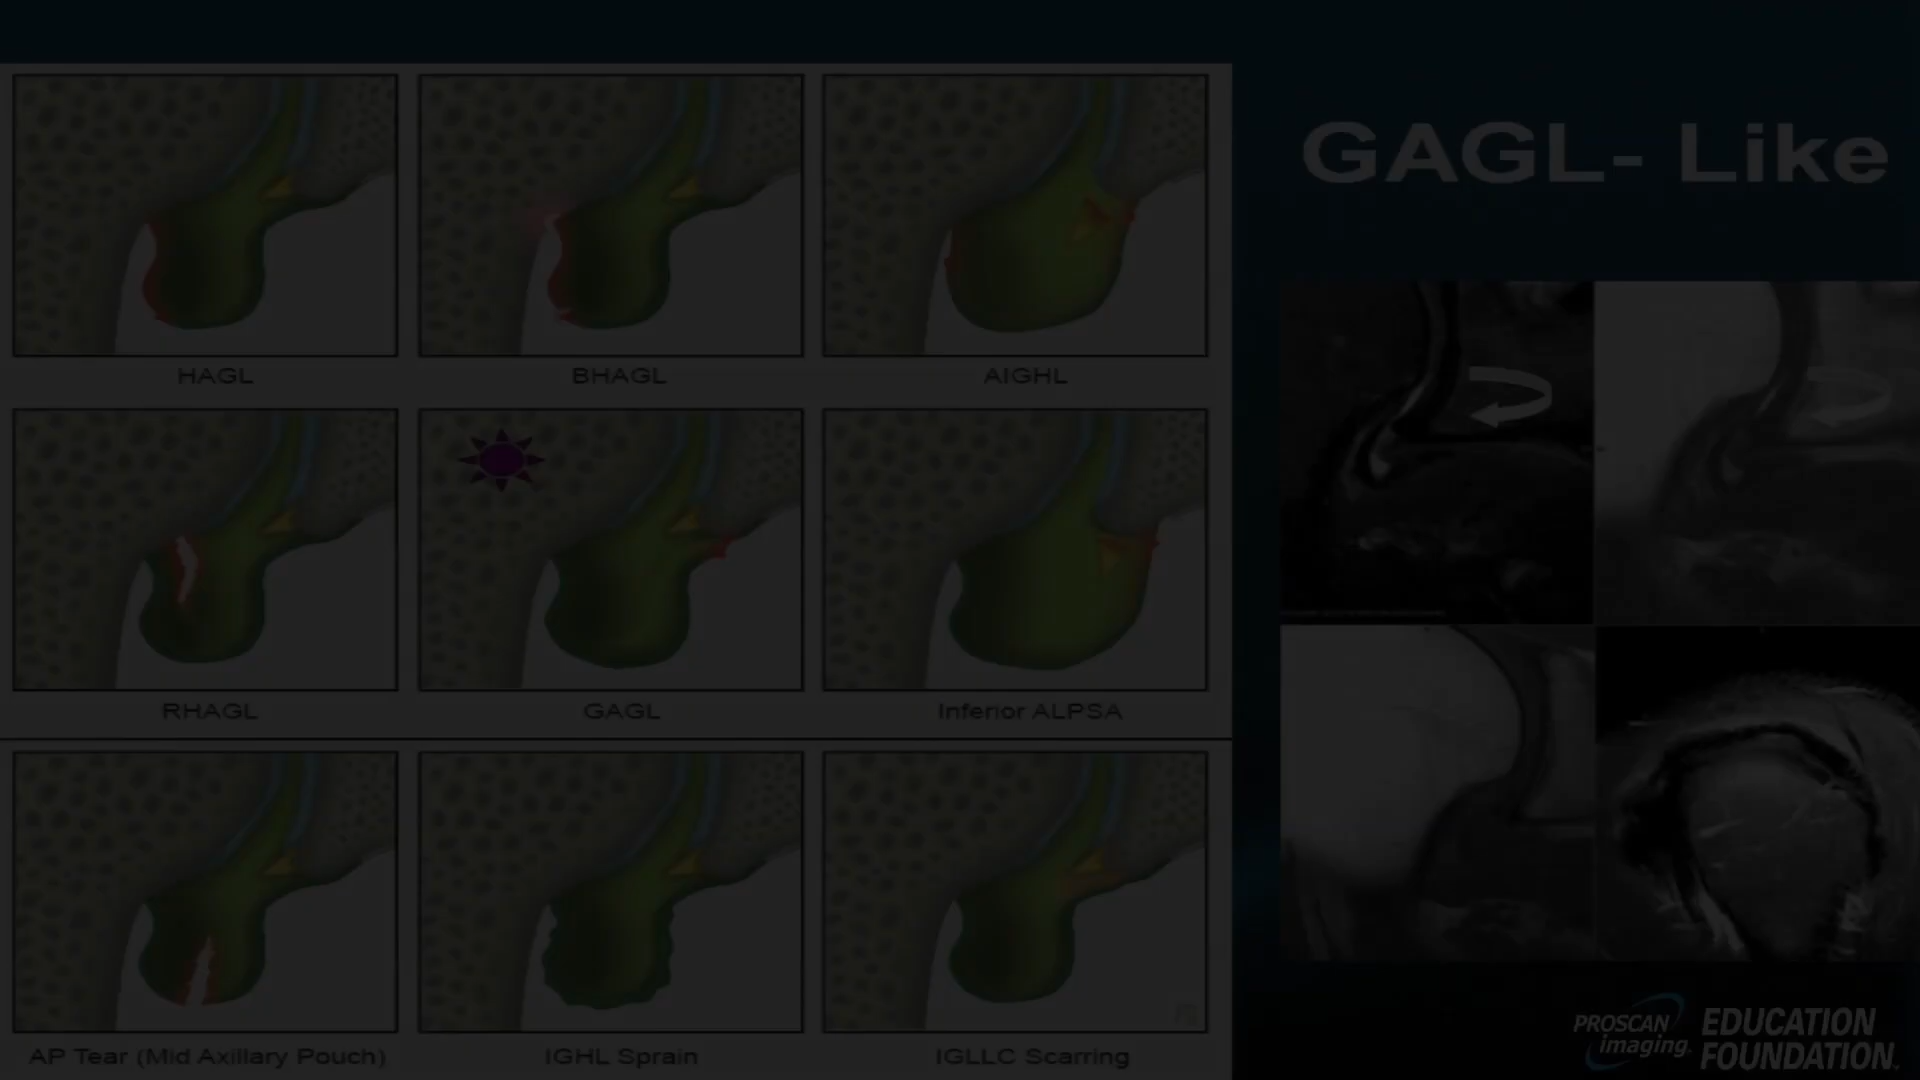 GAGL- Like
HAGL
BHAGL
AIGHL
RHAGL
GAGL
Inferior ALPSA
AP Tear (Mid Axillary Pouch)
IGHL Sprain
IGLLC Scarring
PROSCAN
imaging.
EDUCATION
FOUNDATION